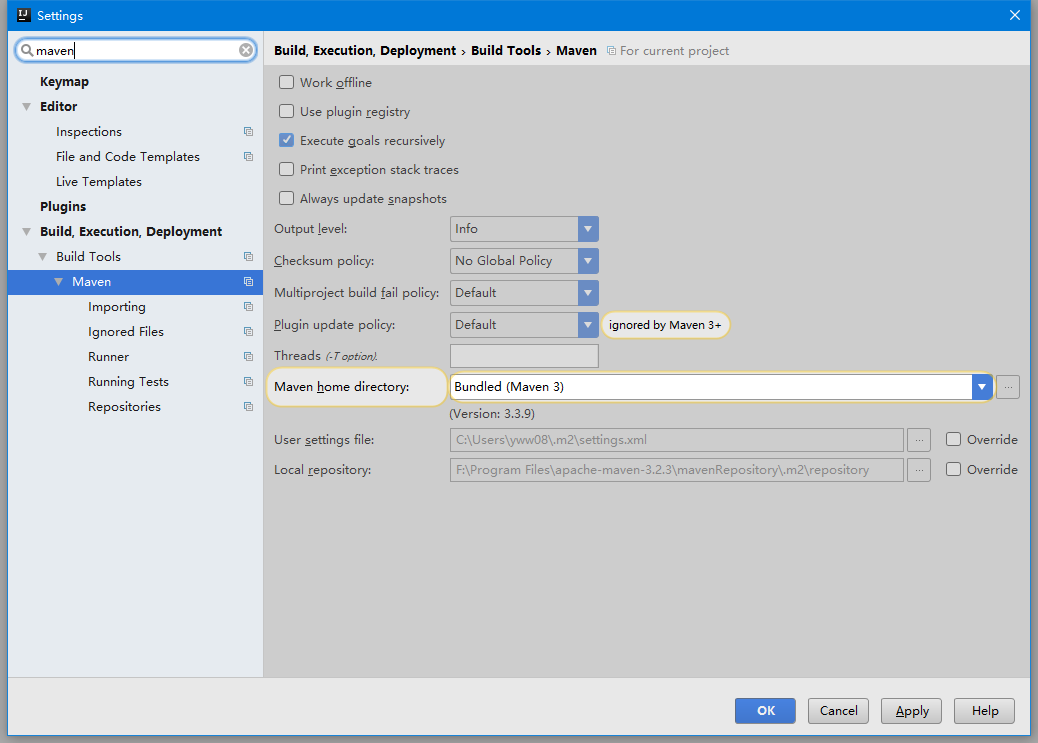 Settings
maven
Keymap
Editor
Inspections
File and Code Templates
Live Templates
Plugins
Build, Execution, Deployment
Build Tools
Maven
Importing
Ignored Files
Runner
Running Tests
Repositories
Build, Execution, Deployment › Build Tools › Maven For current project
Work offline
Use plugin registry
Execute goals recursively
Print exception stack traces
Always update snapshots
Output level: Info
Checksum policy: No Global Policy
Multiproject build fail policy: Default
Plugin update policy: Default ignored by Maven 3+
Threads (-T option).
Maven home directory: Bundled (Maven 3) ...
(Version: 3.3.9)
User settings file: C:\Users\yww08\.m2\settings.xml ... Override
Local repository: F:\Program Files\apache-maven-3.2.3\mavenRepository\.m2\repository ... Override
OK Cancel Apply Help